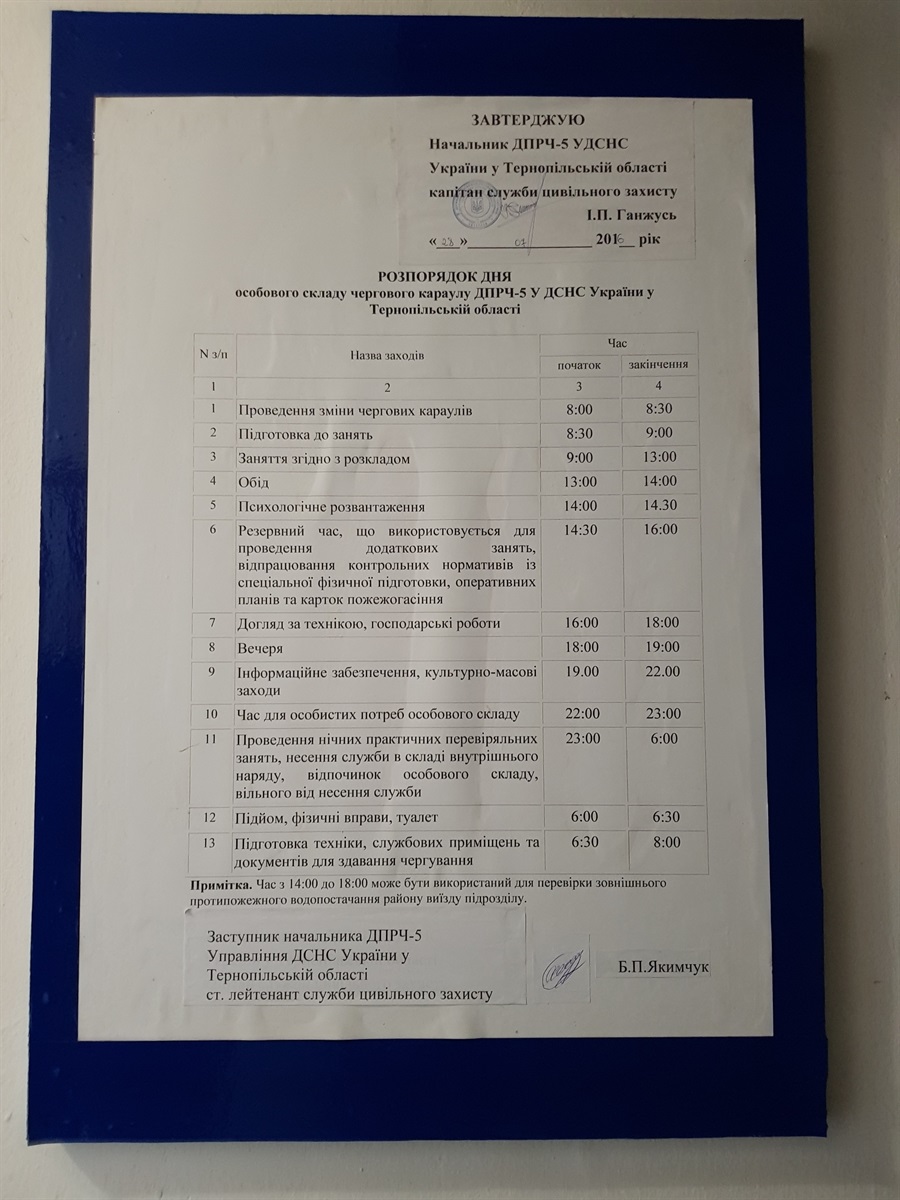 ЗАВТЕРДЖУЮ
Начальник ДПРЧ-5 УДСНС
України у Тернопільській області
капітан служби цивільного захисту
І.П. Ганжусь
«28» 07 2016 рік
РОЗПОРЯДОК ДНЯ
особового складу чергового караулу ДПРЧ-5 У ДСНС України у
Тернопільській області
N з/п Назва заходів Час
початок закінчення
1 2 3 4
1 Проведення зміни чергових караулів 8:00 8:30
2 Підготовка до занять 8:30 9:00
3 Заняття згідно з розкладом 9:00 13:00
4 Обід 13:00 14:00
5 Психологічне розвантаження 14:00 14.30
6 Резервний час, що використовується для 14:30 16:00
проведення додаткових занять,
відпрацювання контрольних нормативів із
спеціальної фізичної підготовки, оперативних
планів та карток пожежогасіння
7 Догляд за технікою, господарські роботи 16:00 18:00
8 Вечеря 18:00 19:00
9 Інформаційне забезпечення, культурно-масові 19.00 22.00
заходи
10 Час для особистих потреб особового складу 22:00 23:00
11 Проведення нічних практичних перевіряльних 23:00 6:00
занять, несення служби в складі внутрішнього
наряду, відпочинок особового складу,
вільного від несення служби
12 Підйом, фізичні вправи, туалет 6:00 6:30
13 Підготовка техніки, службових приміщень та 6:30 8:00
документів для здавання чергування
Примітка. Час з 14:00 до 18:00 може бути використаний для перевірки зовнішнього
протипожежного водопостачання району виїзду підрозділу.
Заступник начальника ДПРЧ-5
Управління ДСНС України у
Тернопільській області
ст. лейтенант служби цивільного захисту
Б.П.Якимчук